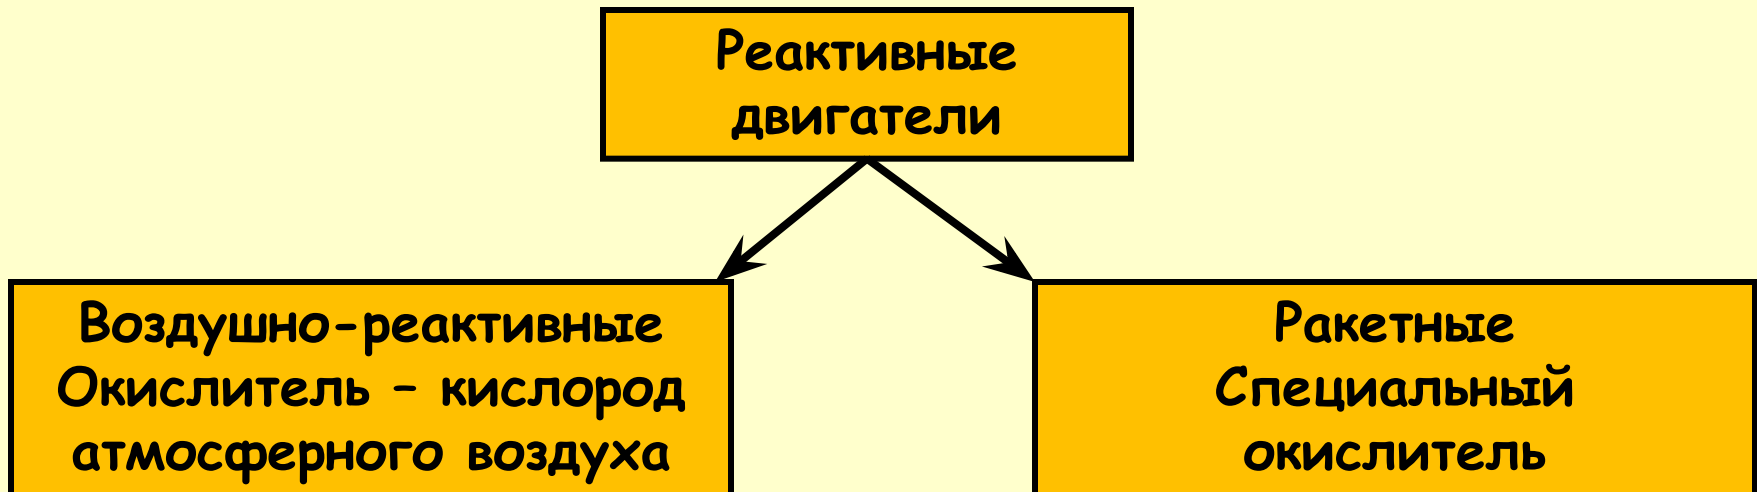 Реактивные
двигатели
Воздушно-реактивные
Окислитель – кислород
атмосферного воздуха
Ракетные
Специальный
окислитель